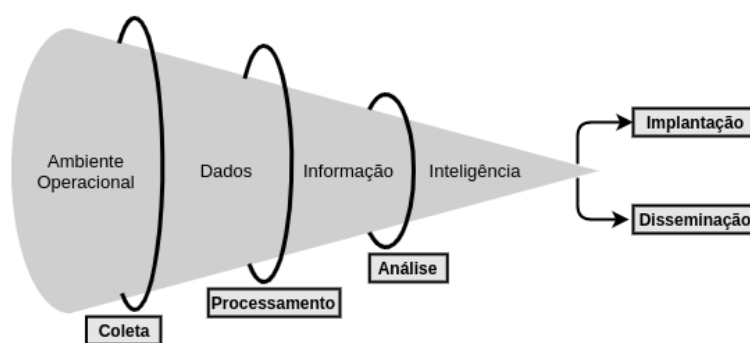 Ambiente
Operacional
Dados
Informação
Inteligência
Implantação
Disseminação
Análise
Processamento
Coleta